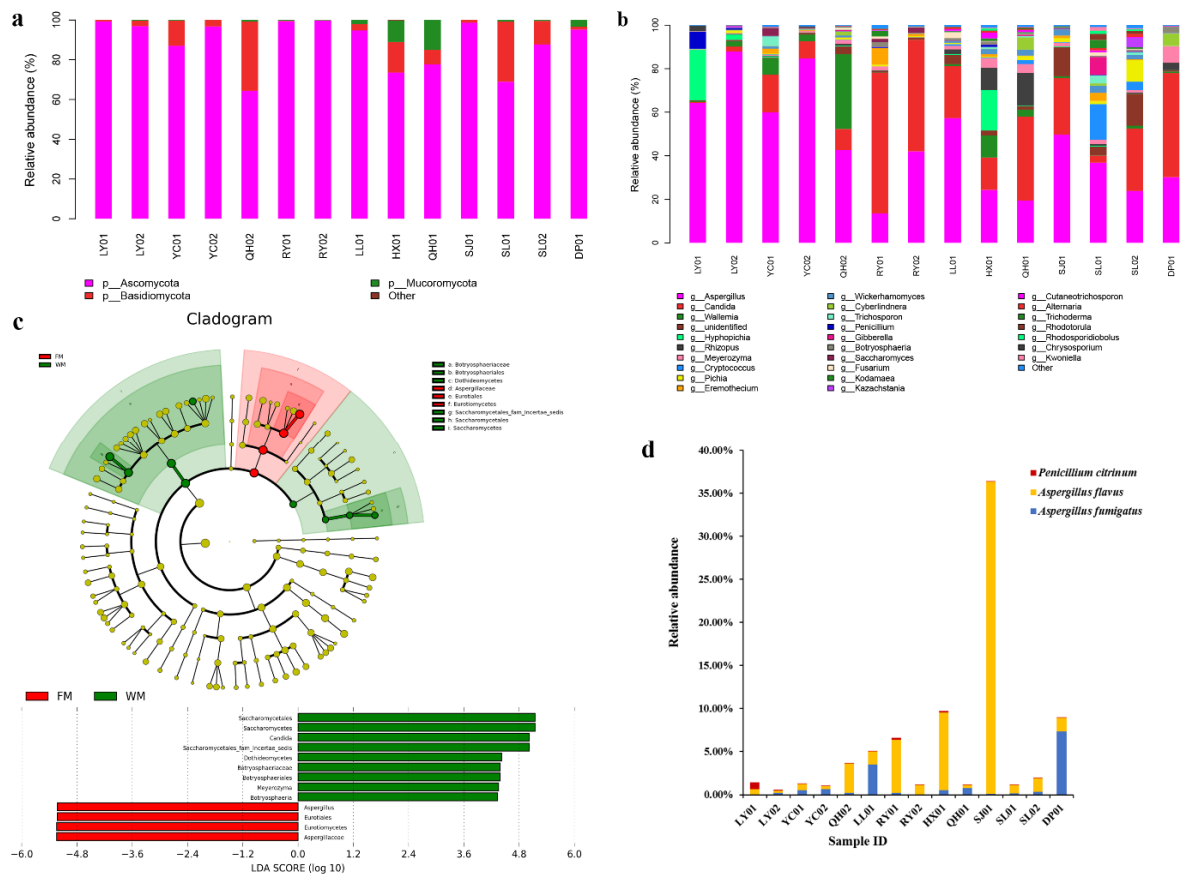 a
Relative abundance (%)
100
80
60
40
20
0
LY01
LY02
YC01
YC02
QH02
RY01
RY02
LL01
HX01
QH01
SJ01
SL01
SL02
DP01
p__Ascomycota
p__Basidiomycota
p__Mucoromycota
Other
b
Relative abundance (%)
100
80
60
40
20
0
LY01
LY02
YC01
YC02
QH02
RY01
RY02
LL01
HX01
QH01
SJ01
SL01
SL02
DP01
g__Aspergillus
g__Candida
g__Wallemia
g__unidentified
g__Hyphopichia
g__Rhizopus
g__Meyerozyma
g__Cryptococcus
g__Pichia
g__Eremothecium
g__Wickerhamomyces
g__Cyberlindnera
g__Trichosporon
g__Penicillium
g__Gibberella
g__Botryosphaeria
g__Saccharomyces
g__Fusarium
g__Kodamaea
g__Kazachstania
g__Cutaneotrichosporon
g__Alternaria
g__Trichoderma
g__Rhodotorula
g__Rhodosporidiobolus
g__Chrysosporium
g__Kwoniella
Other
c
Cladogram
FM
WM
a: Botryosphaeriaceae
b: Botryosphaeriales
c: Dothideomycetes
d: Aspergillaceae
e: Eurotiales
f: Eurotiomycetes
g: Saccharomycetales_fam_Incertae_sedis
h: Saccharomycetales
i: Saccharomycetes
FM
WM
Saccharomycetales
Saccharomycetes
Candida
Saccharomycetales_fam_Incertae_sedis
Dothideomycetes
Botryosphaeriaceae
Botryosphaeriales
Meyerozyma
Botryosphaeria
Aspergillus
Eurotiales
Eurotiomycetes
Aspergillaceae
−6.0
−4.8
−3.6
−2.4
−1.2
0.0
1.2
2.4
3.6
4.8
6.0
LDA SCORE (log 10)
d
Relative abundance
40.00%
35.00%
30.00%
25.00%
20.00%
15.00%
10.00%
5.00%
0.00%
Penicillium citrinum
Aspergillus flavus
Aspergillus fumigatus
LY01
LY02
YC01
YC02
QH02
LL01
RY01
RY02
HX01
QH01
SJ01
SL01
SL02
DP01
Sample ID